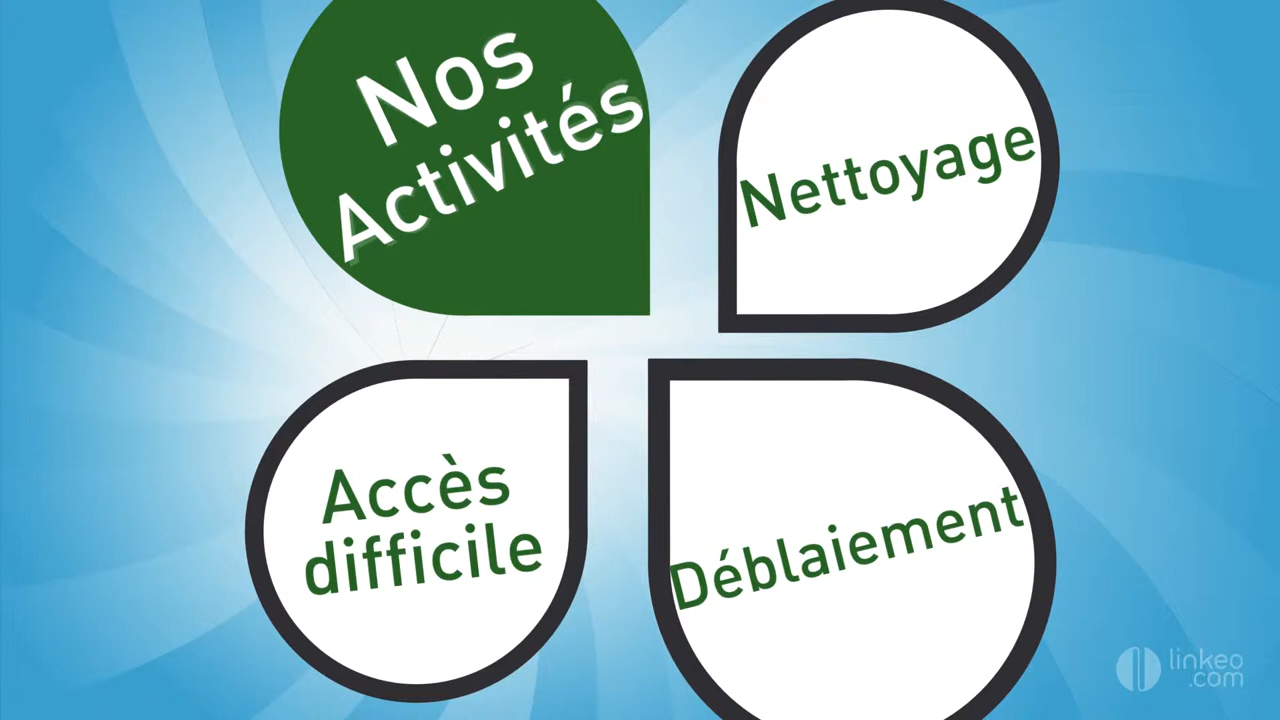 Nos
Activités
Nettoyage
Accès
difficile
Déblaiement
linkeo
.com